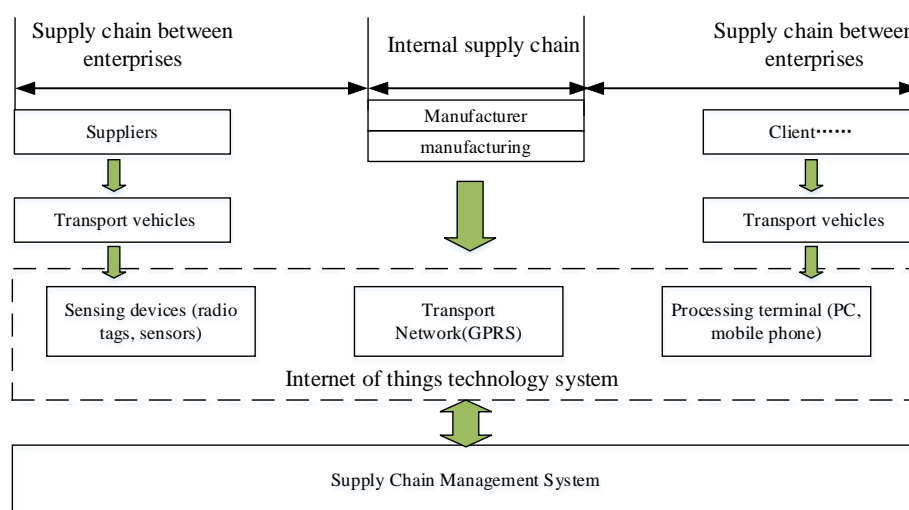 Supply chain between
enterprises
Internal supply chain
Supply chain between
enterprises
Suppliers
Manufacturer
manufacturing
Client⋯⋯
Transport vehicles
Transport vehicles
Sensing devices (radio
tags, sensors)
Transport
Network(GPRS)
Processing terminal (PC,
mobile phone)
Internet of things technology system
Supply Chain Management System